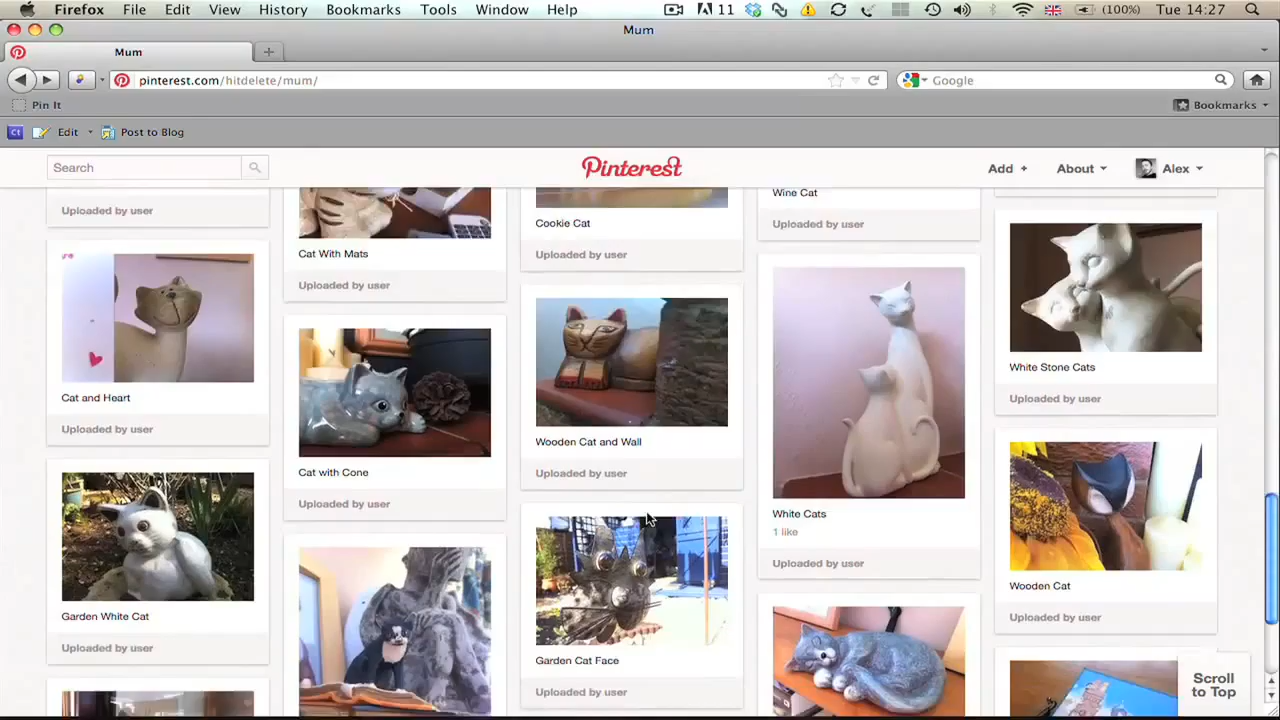 Firefox File Edit View History Bookmarks Tools Window Help 11 (100%) Tue 14:27
Mum
Mum
pinterest.com/hitdelete/mum/ Google
Pin It Bookmarks
Ct Edit Post to Blog
Search Pinterest Add + About Alex
Uploaded by user
Cat and Heart
Uploaded by user
Garden White Cat
Uploaded by user
Cat With Mats
Uploaded by user
Cat with Cone
Uploaded by user
Cookie Cat
Uploaded by user
Wooden Cat and Wall
Uploaded by user
Garden Cat Face
Uploaded by user
Wine Cat
Uploaded by user
White Cats
1 like
Uploaded by user
White Stone Cats
Uploaded by user
Wooden Cat
Uploaded by user
Scroll
to Top